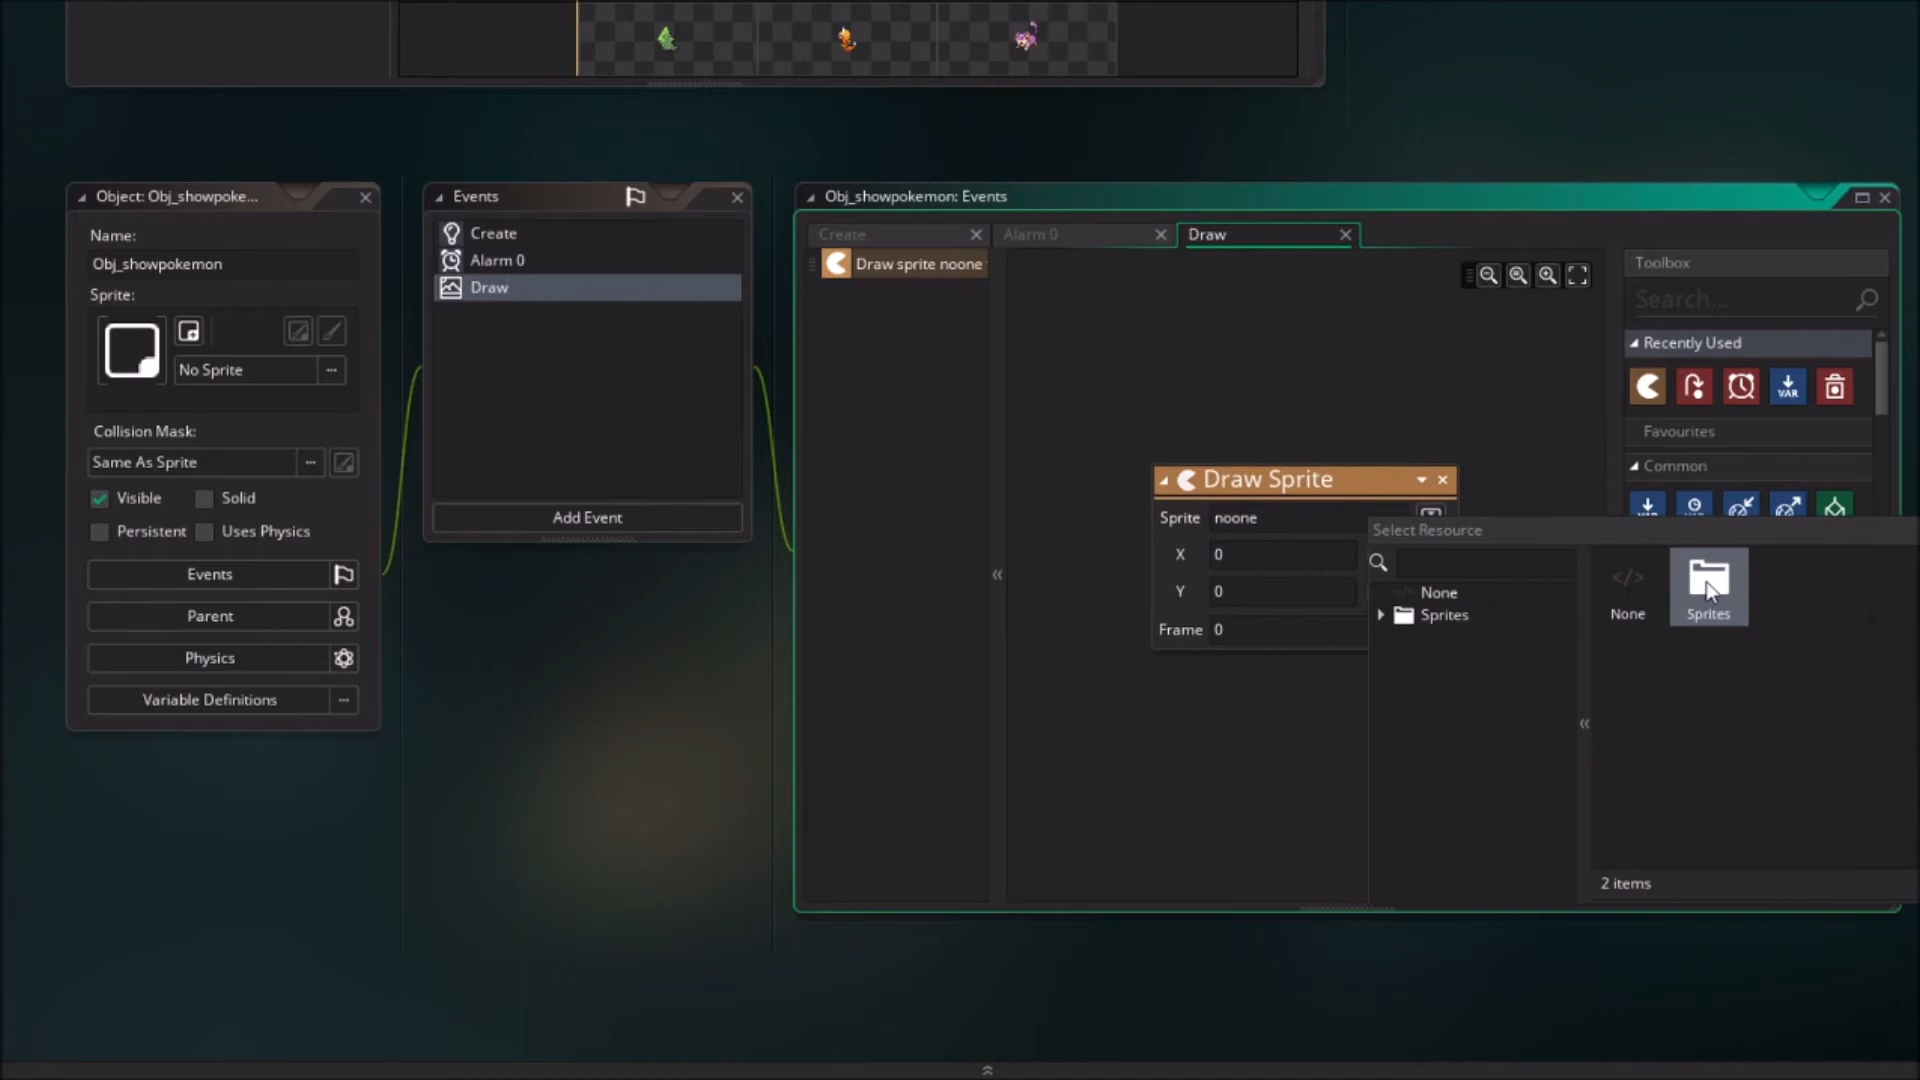 Object: Obj_showpoke...
Name:
Obj_showpokemon
Sprite:
No Sprite
...
Collision Mask:
Same As Sprite
...
Visible
Solid
Persistent
Uses Physics
Events
Parent
Physics
Variable Definitions
...
Events
Create
Alarm 0
Draw
Add Event
Obj_showpokemon: Events
Create
Alarm 0
Draw
Draw sprite noone
Draw Sprite
Sprite noone
X 0
Y 0
Frame 0
Toolbox
Search...
Recently Used
VAR
Favourites
Common
Select Resource
None
Sprites
None
Sprites
2 items